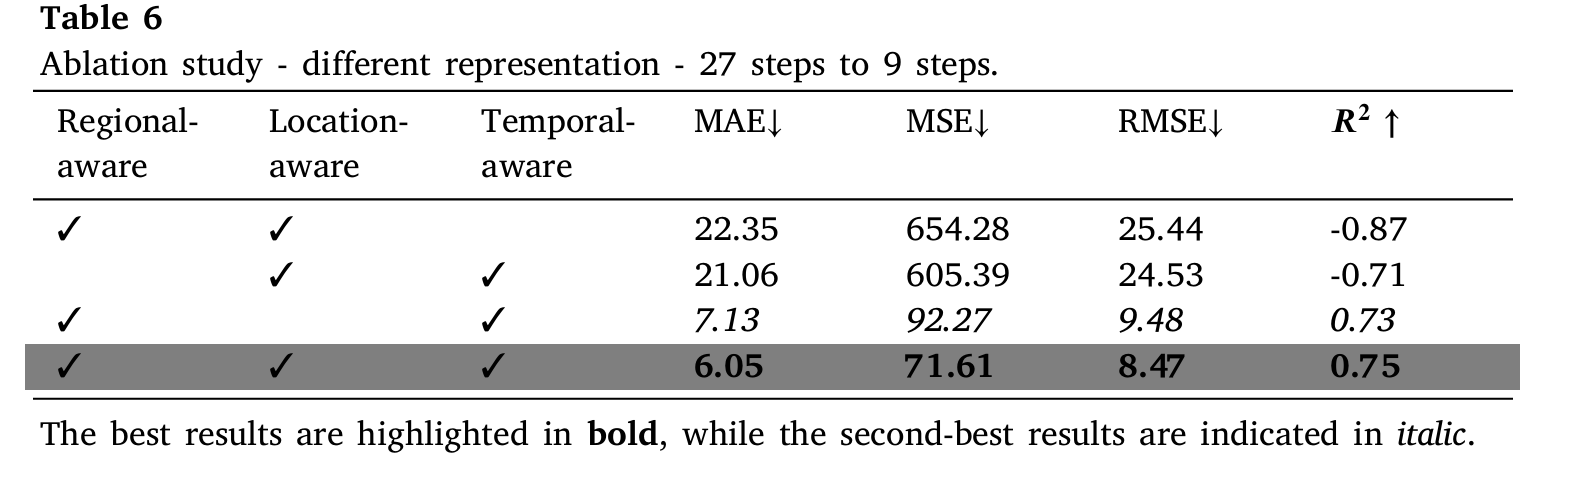 Table 6
Ablation study - different representation - 27 steps to 9 steps.
Regional-aware Location-aware Temporal-aware MAE↓ MSE↓ RMSE↓ R² ↑
✓ ✓ 22.35 654.28 25.44 -0.87
✓ ✓ 21.06 605.39 24.53 -0.71
✓ ✓ 7.13 92.27 9.48 0.73
✓ ✓ ✓ 6.05 71.61 8.47 0.75
The best results are highlighted in bold, while the second-best results are indicated in italic.